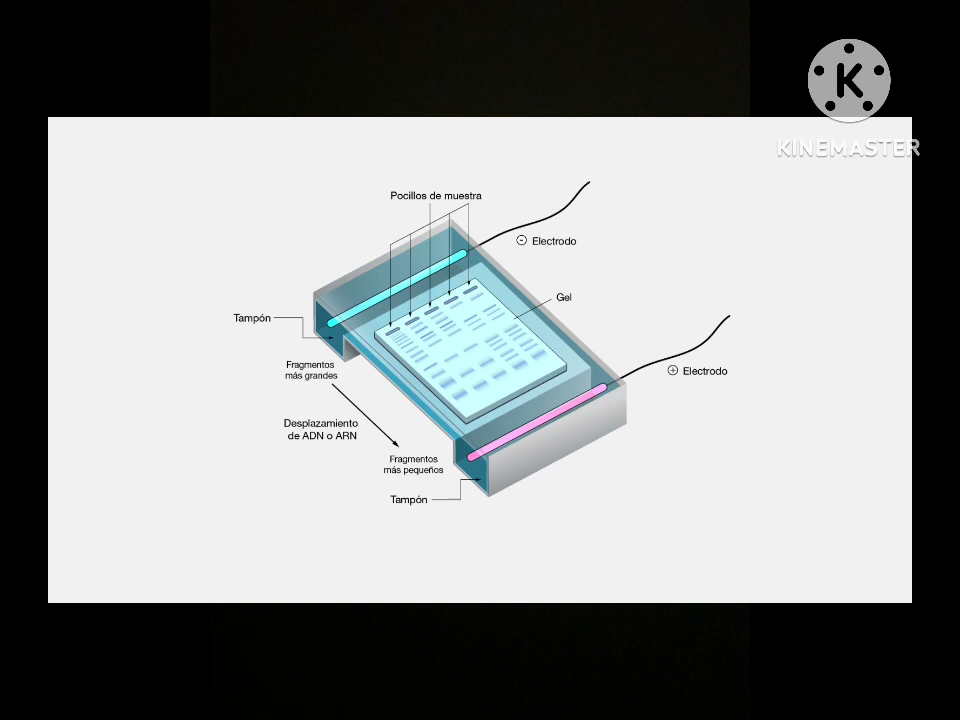 K
KINEMASTER
Pocillos de muestra
- Electrodo
Gel
Tampón
Fragmentos
más grandes
+ Electrodo
Desplazamiento
de ADN o ARN
Fragmentos
más pequeños
Tampón